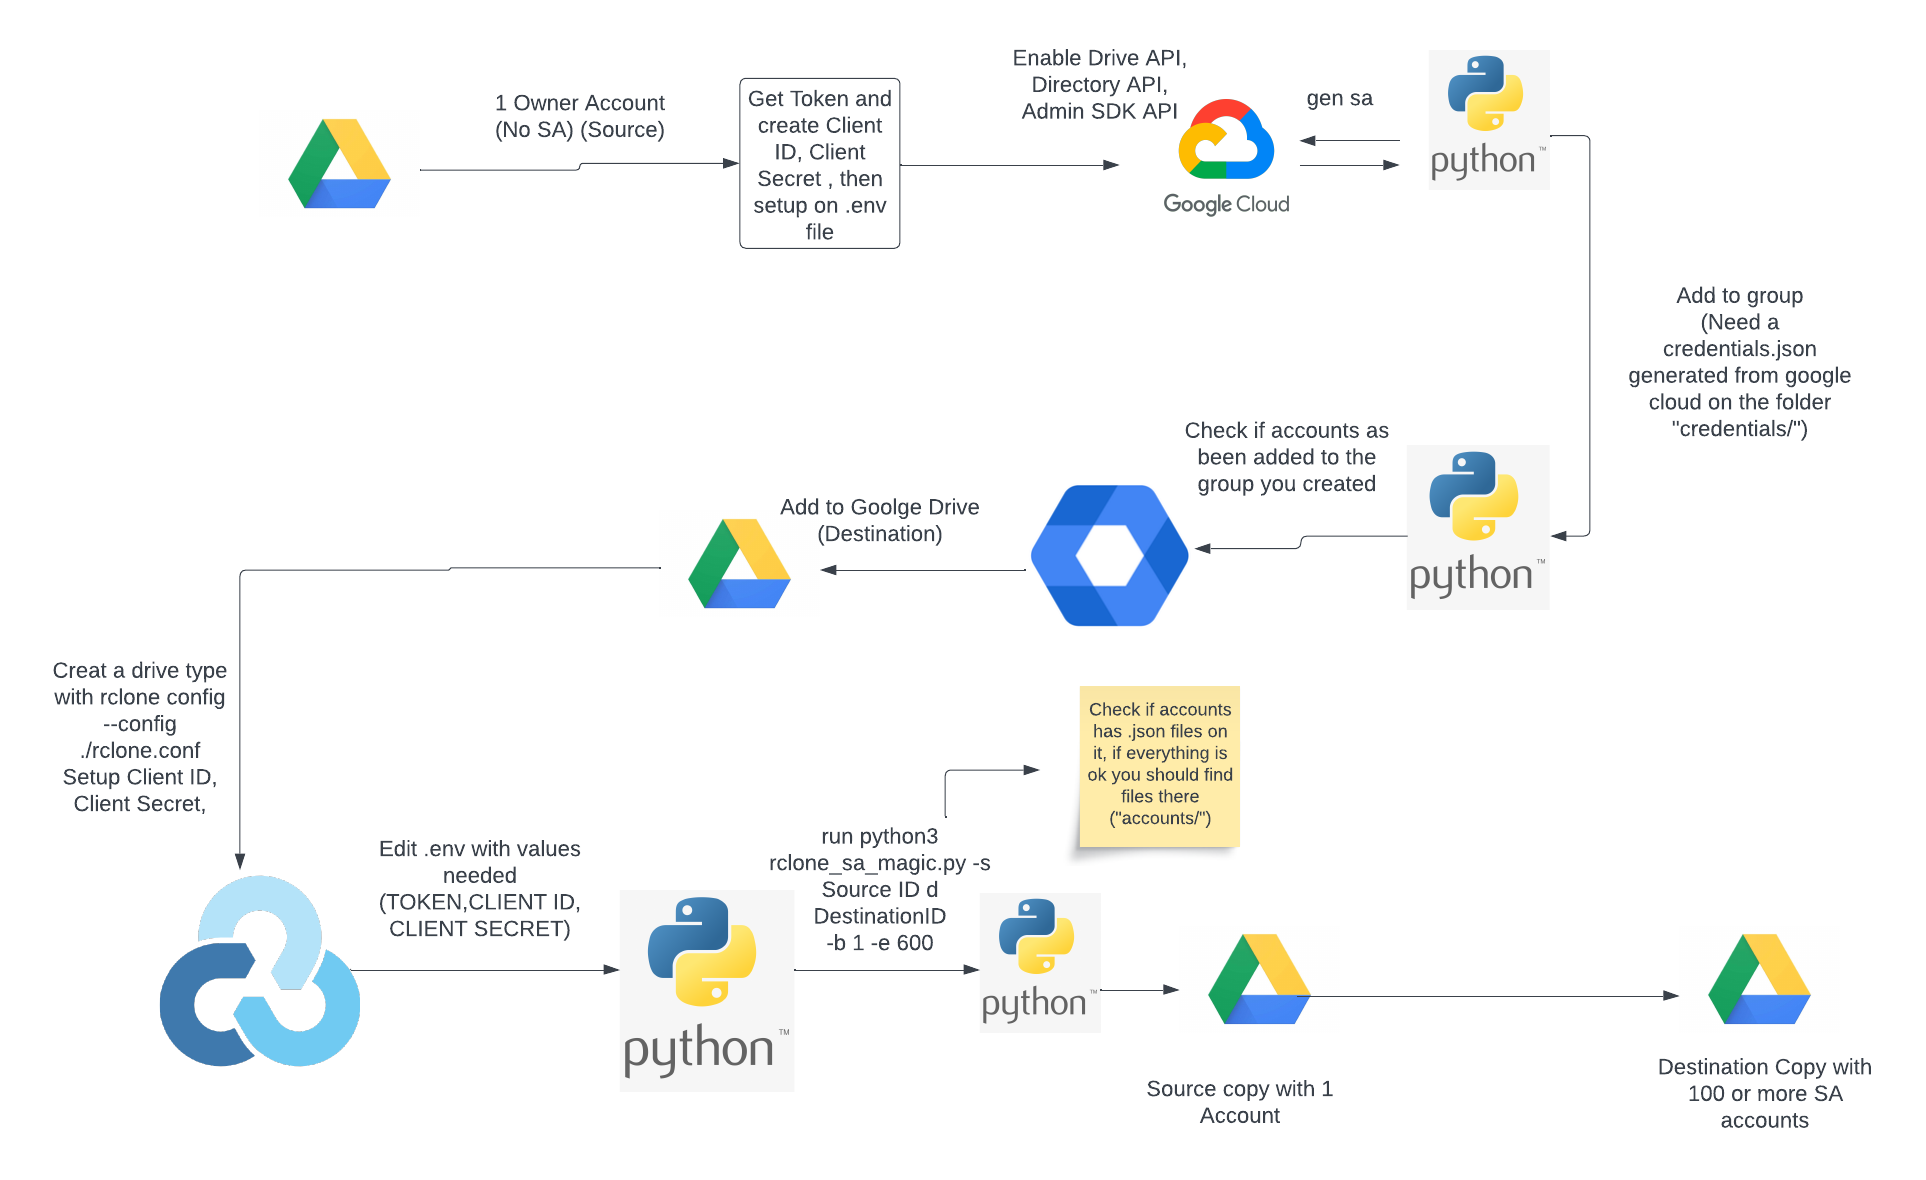 1 Owner Account
(No SA) (Source)
Get Token and
create Client
ID, Client
Secret , then
setup on .env
file
Enable Drive API,
Directory API,
Admin SDK API
Google Cloud
gen sa
python™
Add to group
(Need a
credentials.json
generated from google
cloud on the folder
"credentials/")
python™
Check if accounts as
been added to the
group you created
Add to Goolge Drive
(Destination)
Creat a drive type
with rclone config
--config
./rclone.conf
Setup Client ID,
Client Secret,
Edit .env with values
needed
(TOKEN,CLIENT ID,
CLIENT SECRET)
python™
run python3
rclone_sa_magic.py -s
Source ID d
DestinationID
-b 1 -e 600
Check if accounts
has .json files on
it, if everything is
ok you should find
files there
("accounts/")
python™
Source copy with 1
Account
Destination Copy with
100 or more SA
accounts